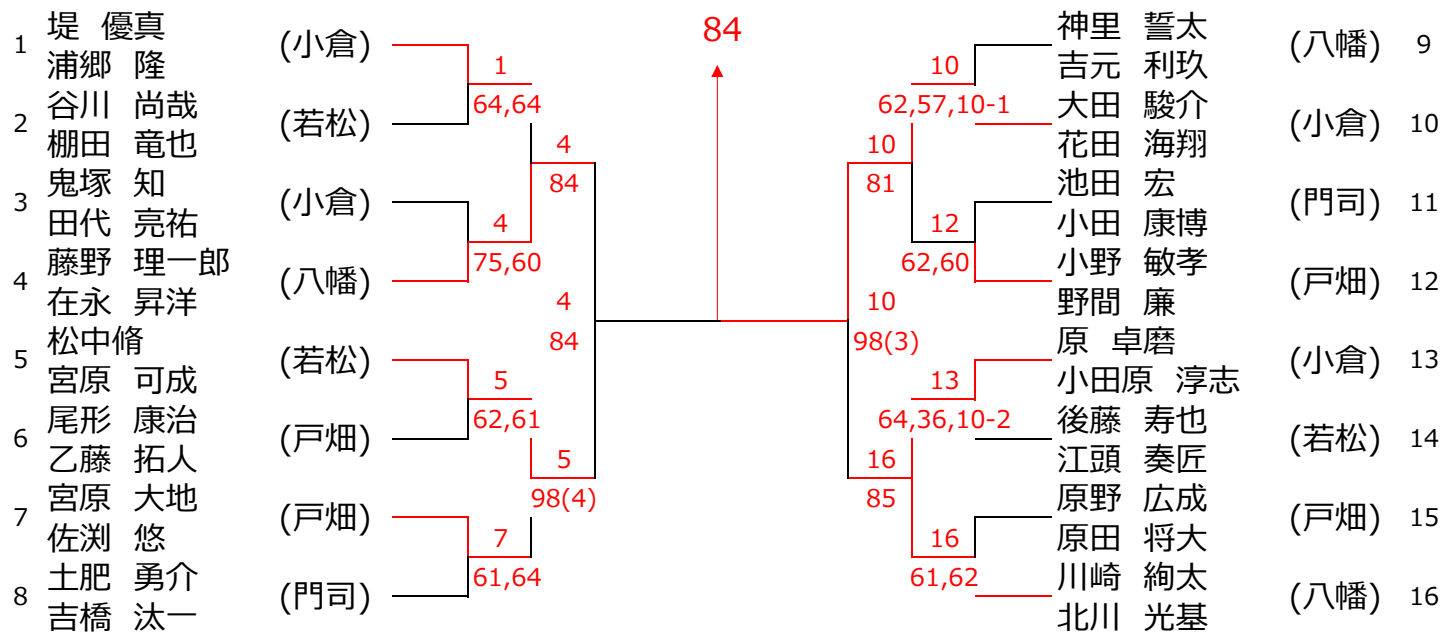 84
1 堤 優真
浦郷 隆
(小倉)
2 谷川 尚哉
棚田 竜也
(若松)
3 鬼塚 知
田代 亮祐
(小倉)
4 藤野 理一郎
在永 昇洋
(八幡)
5 松中脩
宮原 可成
(若松)
6 尾形 康治
乙藤 拓人
(戸畑)
7 宮原 大地
佐渕 悠
(戸畑)
8 土肥 勇介
吉橋 汰一
(門司)
1
64,64
4
75,60
5
62,61
7
61,64
4
84
5
98(4)
4
84
10
98(3)
10
81
16
85
10
62,57,10-1
12
62,60
13
64,36,10-2
16
61,62
神里 誓太
吉元 利玖
(八幡) 9
大田 駿介
花田 海翔
(小倉) 10
池田 宏
小田 康博
(門司) 11
小野 敏孝
野間 廉
(戸畑) 12
原 卓磨
小田原 淳志
(小倉) 13
後藤 寿也
江頭 奏匠
(若松) 14
原野 広成
原田 将大
(戸畑) 15
川崎 絢太
北川 光基
(八幡) 16